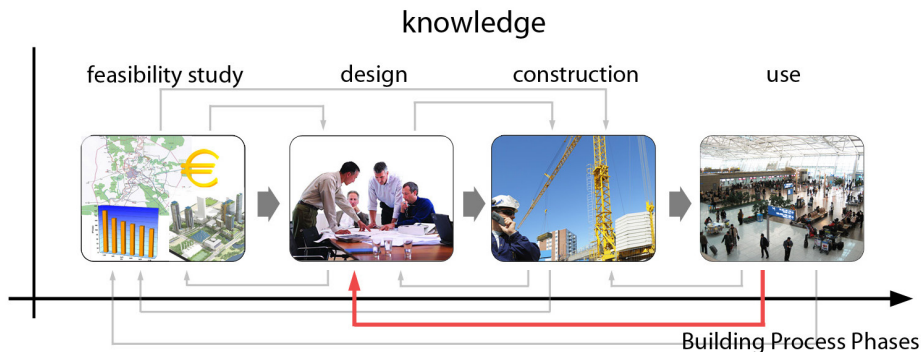 knowledge
feasibility study
design
construction
use
€
Building Process Phases